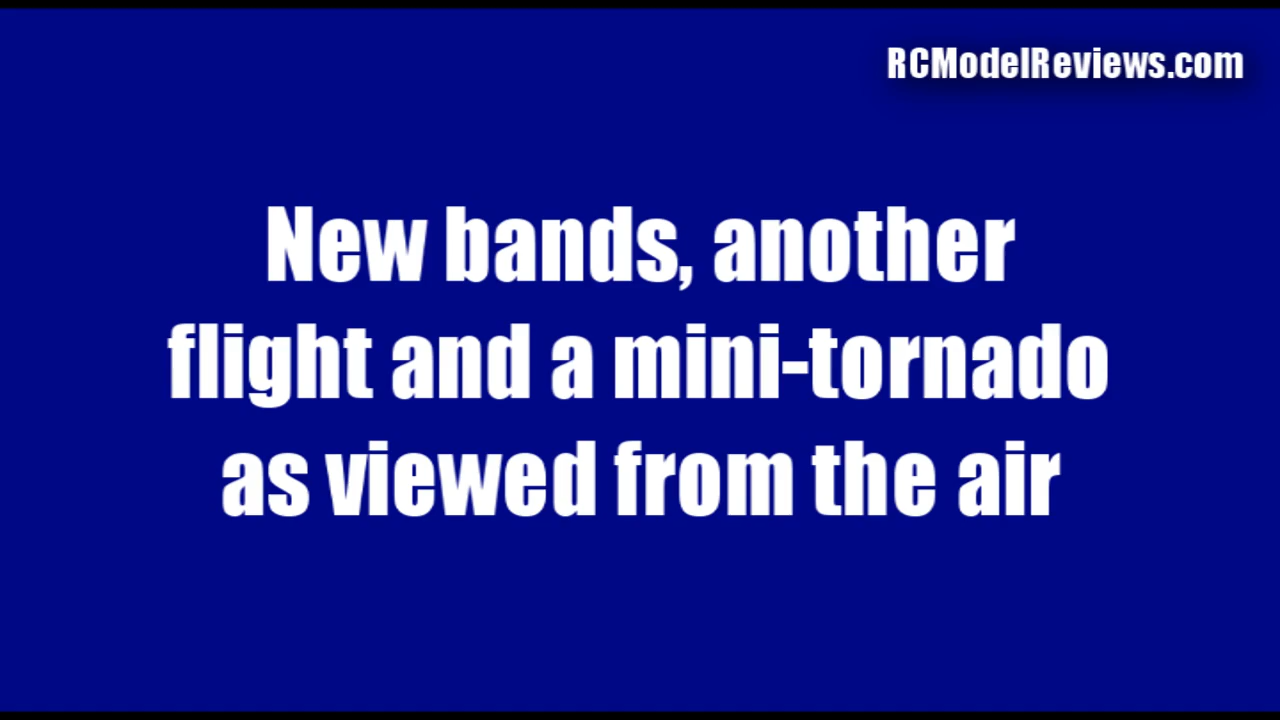 RCModelReviews.com
New bands, another
flight and a mini-tornado
as viewed from the air